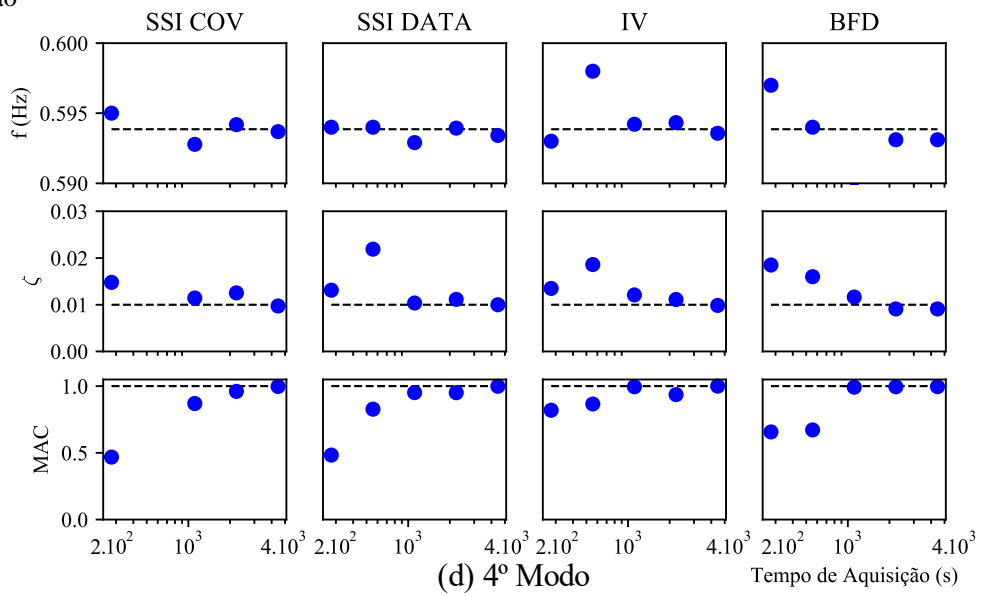 SSI COV SSI DATA IV BFD
0.600
0.595
0.590
f (Hz)
0.03
0.02
0.01
0.00
ζ
1.0
0.5
0.0
MAC
2.10² 10³ 4.10³ 2.10² 10³ 4.10³ 2.10² 10³ 4.10³ 2.10² 10³ 4.10³
(d) 4º Modo Tempo de Aquisição (s)